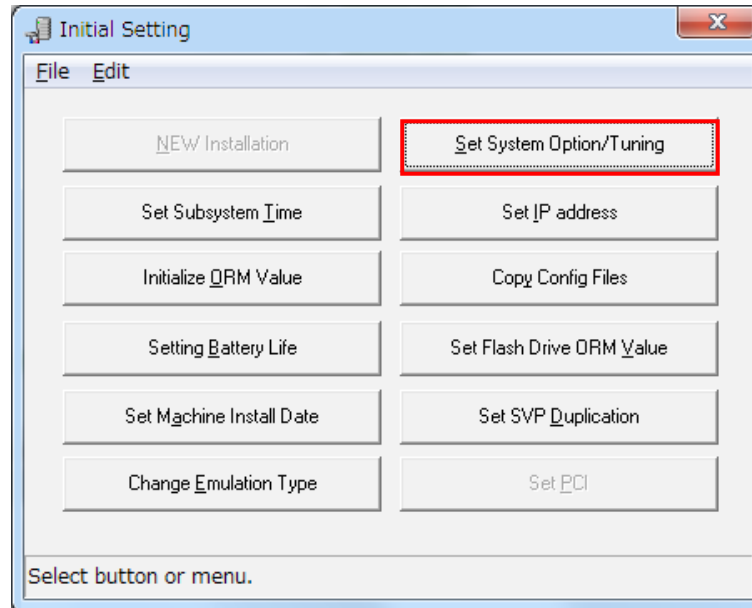 Initial Setting
File Edit
NEW Installation
Set System Option/Tuning
Set Subsystem Time
Set IP address
Initialize ORM Value
Copy Config Files
Setting Battery Life
Set Flash Drive ORM Value
Set Machine Install Date
Set SVP Duplication
Change Emulation Type
Set PCI
Select button or menu.